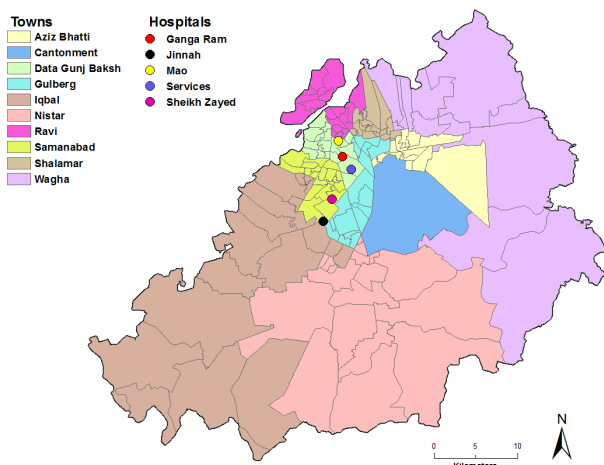 Towns
Aziz Bhatti
Cantonment
Data Gunj Baksh
Gulberg
Iqbal
Nistar
Ravi
Samanabad
Shalamar
Wagha
Hospitals
Ganga Ram
Jinnah
Mao
Services
Sheikh Zayed
N
0 5 10
Kilometers